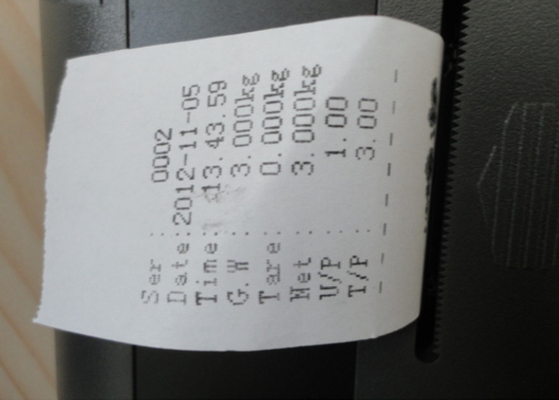 Ser : 0002
Date:2012-11-05
Time: 13.43.59
G.W : 3.000kg
Tare: 0.000kg
Net : 3.000kg
U/P : 1.00
T/P : 3.00
- - - - - - - -